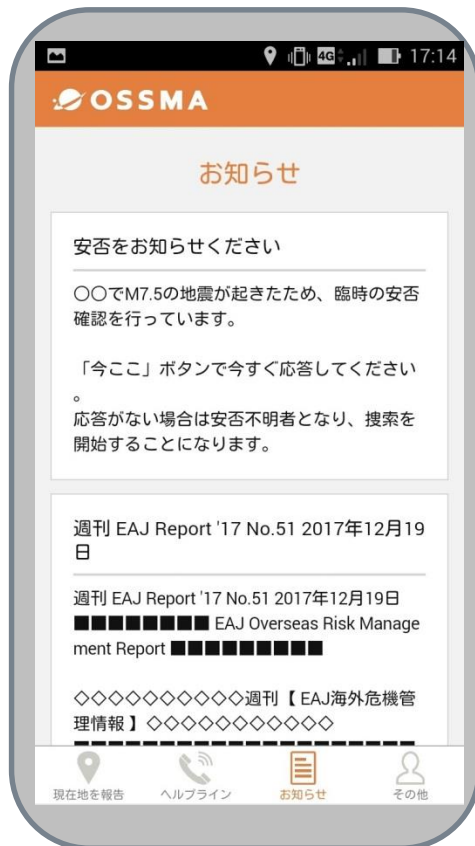 4G 17:14
OSSMA
お知らせ
安否をお知らせください
〇〇でM7.5の地震が起きたため、臨時の安否
確認を行っています。
「今ここ」ボタンで今すぐ応答してください
。
応答がない場合は安否不明者となり、捜索を
開始することになります。
週刊 EAJ Report '17 No.51 2017年12月19
日
週刊 EAJ Report '17 No.51 2017年12月19日
■■■■■■■■ EAJ Overseas Risk Manage
ment Report ■■■■■■■■■
◇◇◇◇◇◇◇◇◇◇週刊【 EAJ海外危機管
理情報 】◇◇◇◇◇◇◇◇◇◇◇
現在地を報告 ヘルプライン お知らせ その他